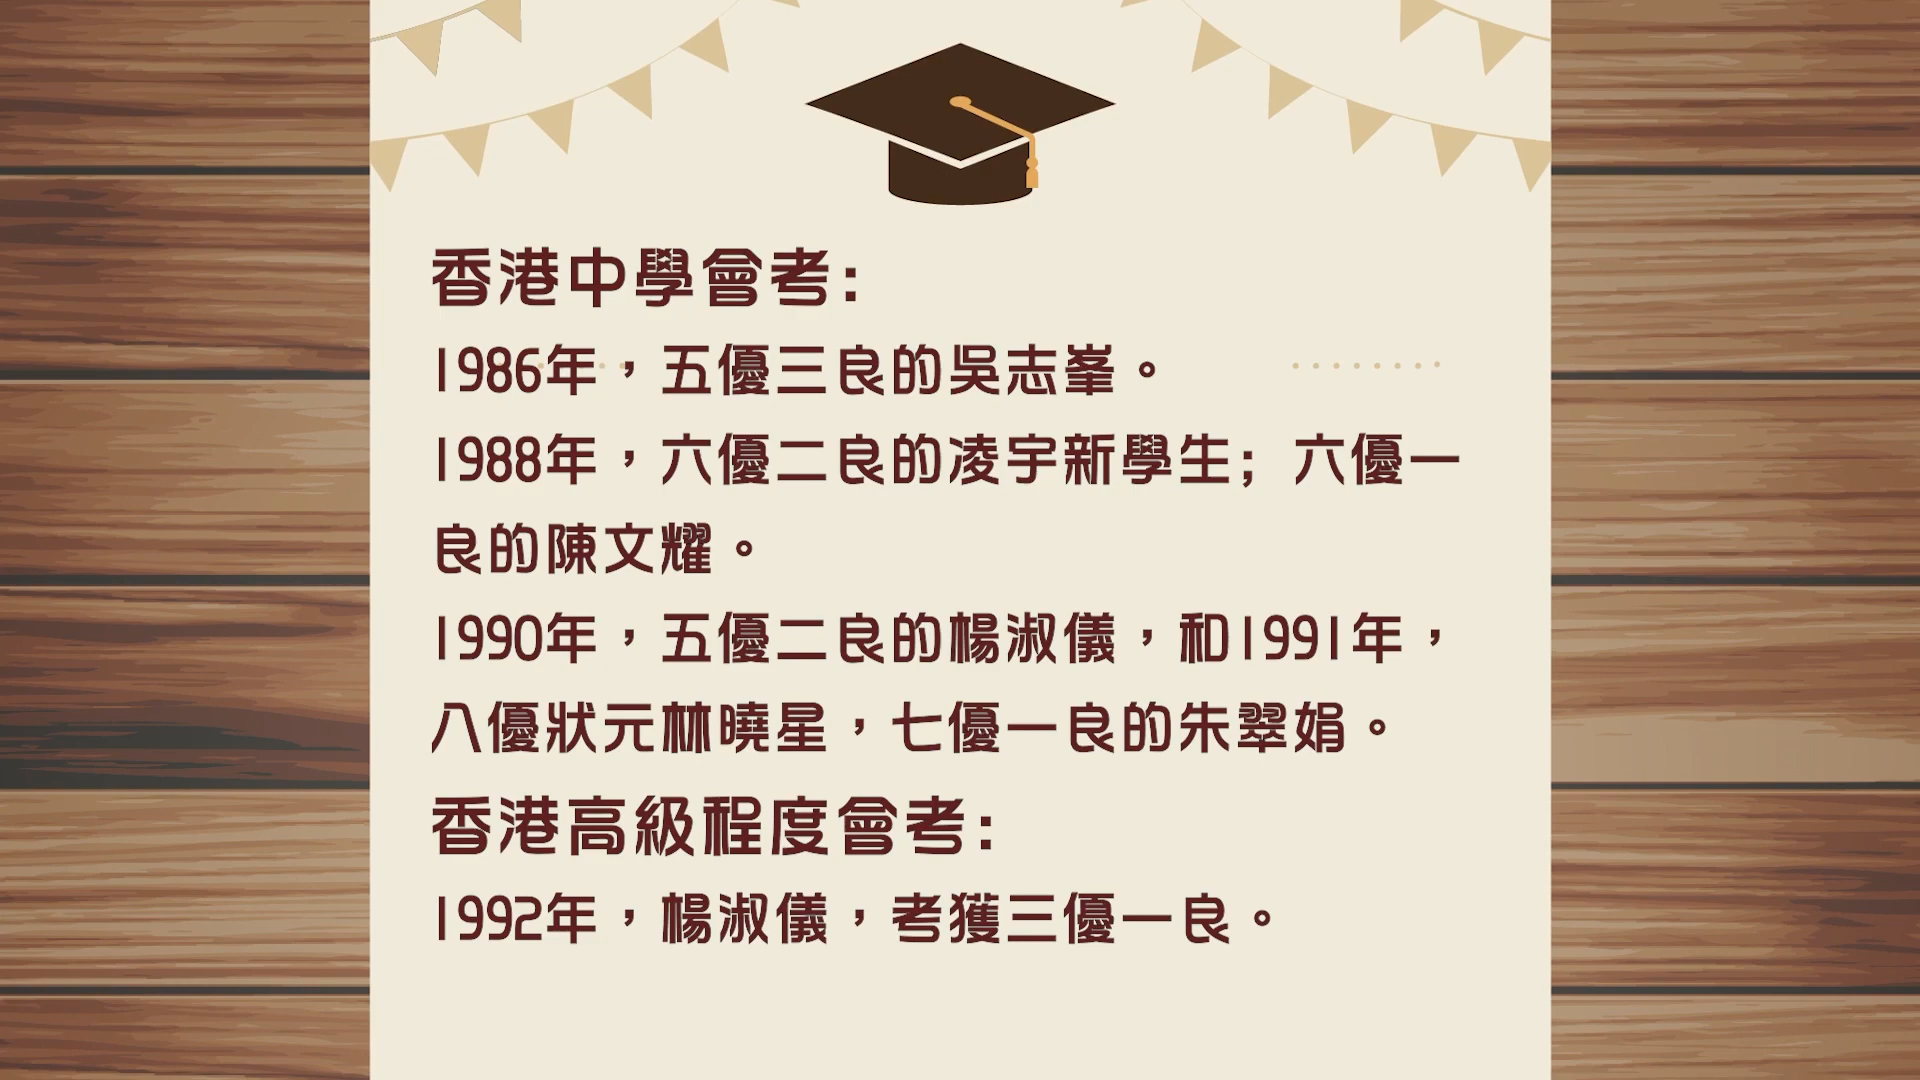 香港中學會考:
1986年，五優三良的吳志峯。
1988年，六優二良的凌宇新學生; 六優一
良的陳文耀。
1990年，五優二良的楊淑儀，和1991年，
八優狀元林曉星，七優一良的朱翠娟。
香港高級程度會考:
1992年，楊淑儀，考獲三優一良。